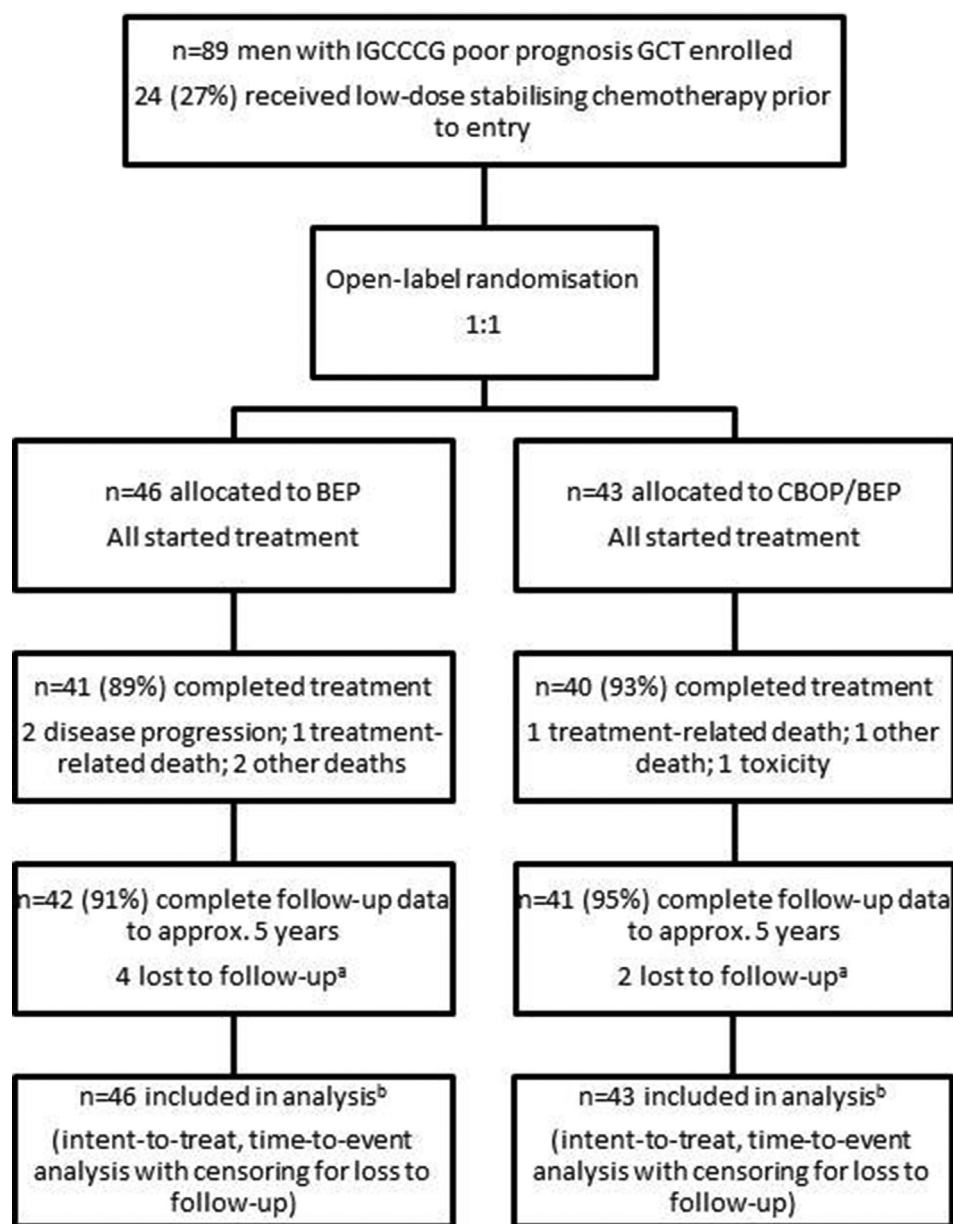 n=89 men with IGCCCG poor prognosis GCT enrolled
24 (27%) received low-dose stabilising chemotherapy prior
to entry
Open-label randomisation
1:1
n=46 allocated to BEP
All started treatment
n=43 allocated to CBOP/BEP
All started treatment
n=41 (89%) completed treatment
2 disease progression; 1 treatment-
related death; 2 other deaths
n=40 (93%) completed treatment
1 treatment-related death; 1 other
death; 1 toxicity
n=42 (91%) complete follow-up data
to approx. 5 years
4 lost to follow-upᵃ
n=41 (95%) complete follow-up data
to approx. 5 years
2 lost to follow-upᵃ
n=46 included in analysisᵇ
(intent-to-treat, time-to-event
analysis with censoring for loss to
follow-up)
n=43 included in analysisᵇ
(intent-to-treat, time-to-event
analysis with censoring for loss to
follow-up)